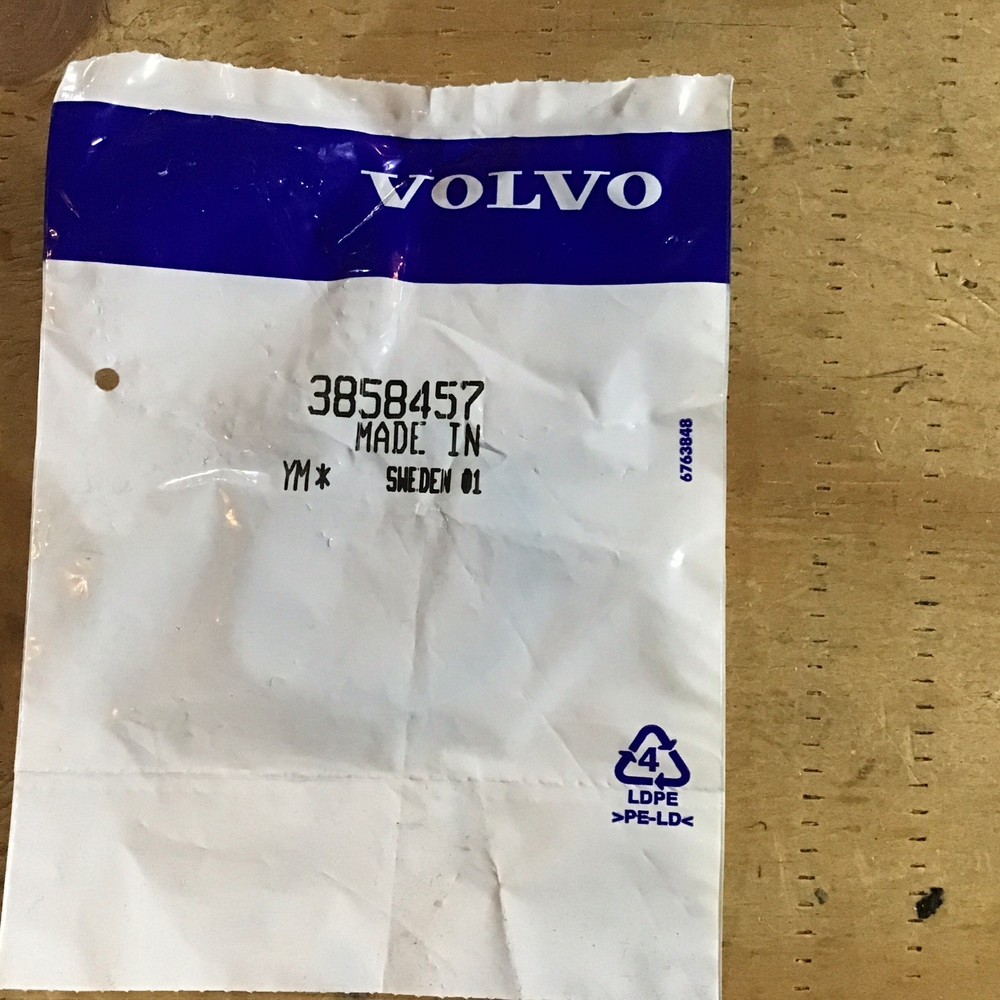 VOLVO
3858457
MADE IN
YM* SWEDEN 01
6763848
4
LDPE
>PE-LD<